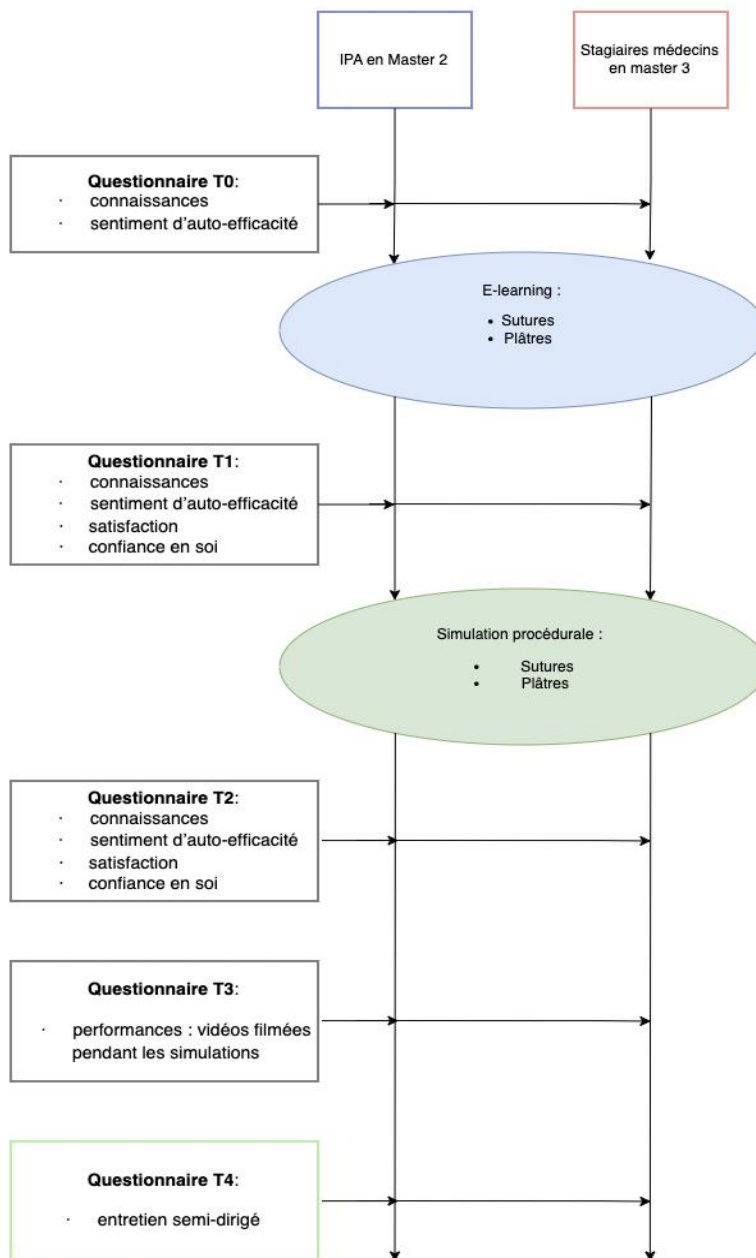 IPA en Master 2
Stagiaires médecins
en master 3
Questionnaire T0:
· connaissances
· sentiment d'auto-efficacité
E-learning :
• Sutures
• Plâtres
Questionnaire T1:
· connaissances
· sentiment d'auto-efficacité
· satisfaction
· confiance en soi
Simulation procédurale :
• Sutures
• Plâtres
Questionnaire T2:
· connaissances
· sentiment d'auto-efficacité
· satisfaction
· confiance en soi
Questionnaire T3:
· performances : vidéos filmées
pendant les simulations
Questionnaire T4:
· entretien semi-dirigé